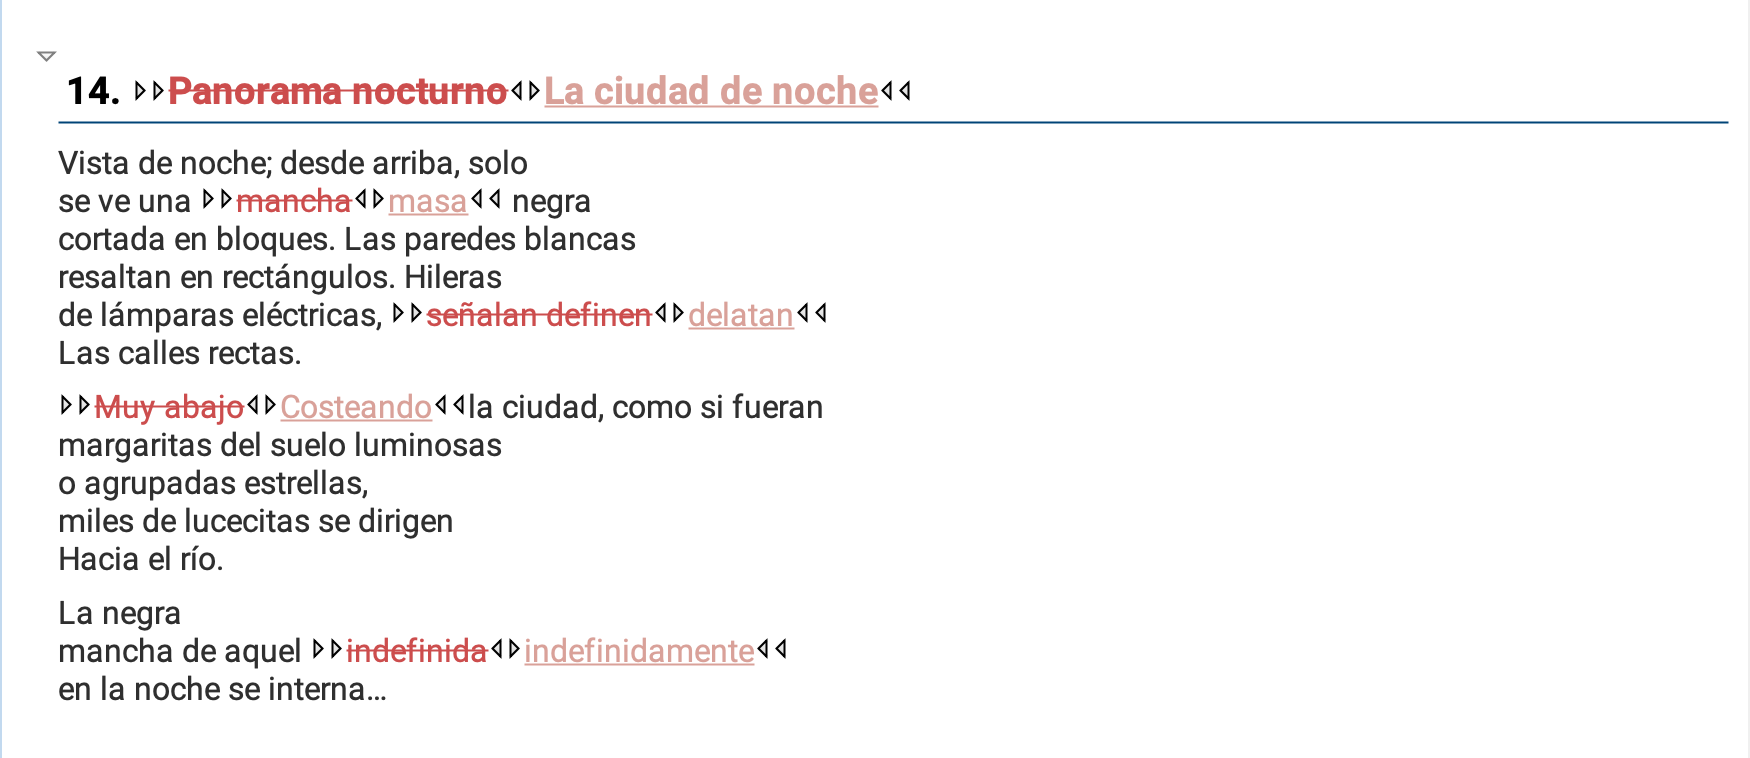 14. ▷▷Panorama nocturno◁▷La ciudad de noche◁◁
Vista de noche; desde arriba, solo
se ve una ▷▷mancha◁▷masa◁◁ negra
cortada en bloques. Las paredes blancas
resaltan en rectángulos. Hileras
de lámparas eléctricas, ▷▷señalan definen◁▷delatan◁◁
Las calles rectas.
▷▷Muy abajo◁▷Costeando◁◁la ciudad, como si fueran
margaritas del suelo luminosas
o agrupadas estrellas,
miles de lucecitas se dirigen
Hacia el río.
La negra
mancha de aquel ▷▷indefinida◁▷indefinidamente◁◁
en la noche se interna...